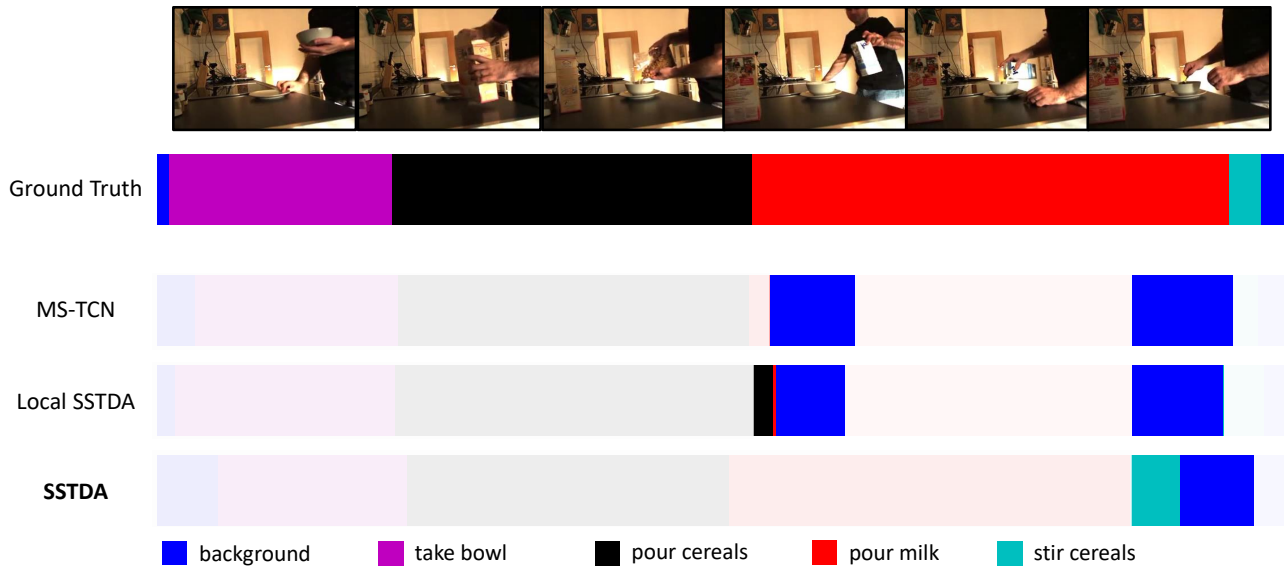 Ground Truth
MS-TCN
Local SSTDA
SSTDA
background take bowl pour cereals pour milk stir cereals